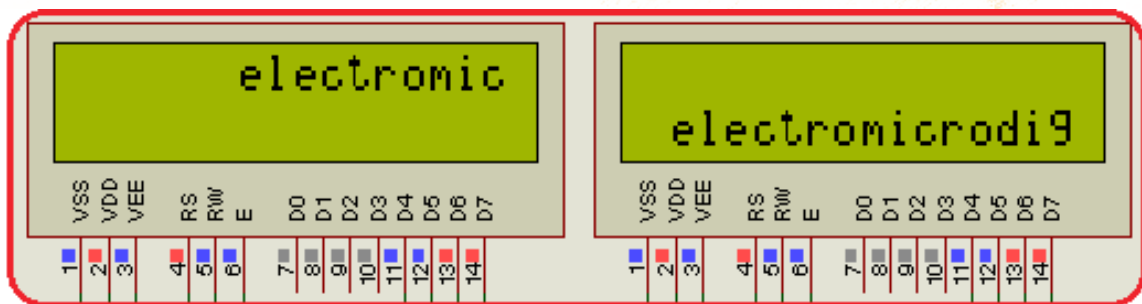 electromic
VSS VDD VEE RS RW E D0 D1 D2 D3 D4 D5 D6 D7
1 2 3 4 5 6 7 8 9 10 11 12 13 14
electromicrodig
VSS VDD VEE RS RW E D0 D1 D2 D3 D4 D5 D6 D7
1 2 3 4 5 6 7 8 9 10 11 12 13 14